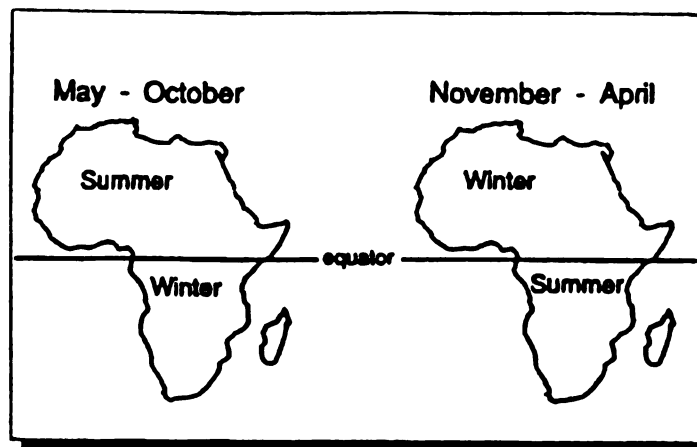 May - October
November - April
Summer
Winter
equator
Winter
Summer